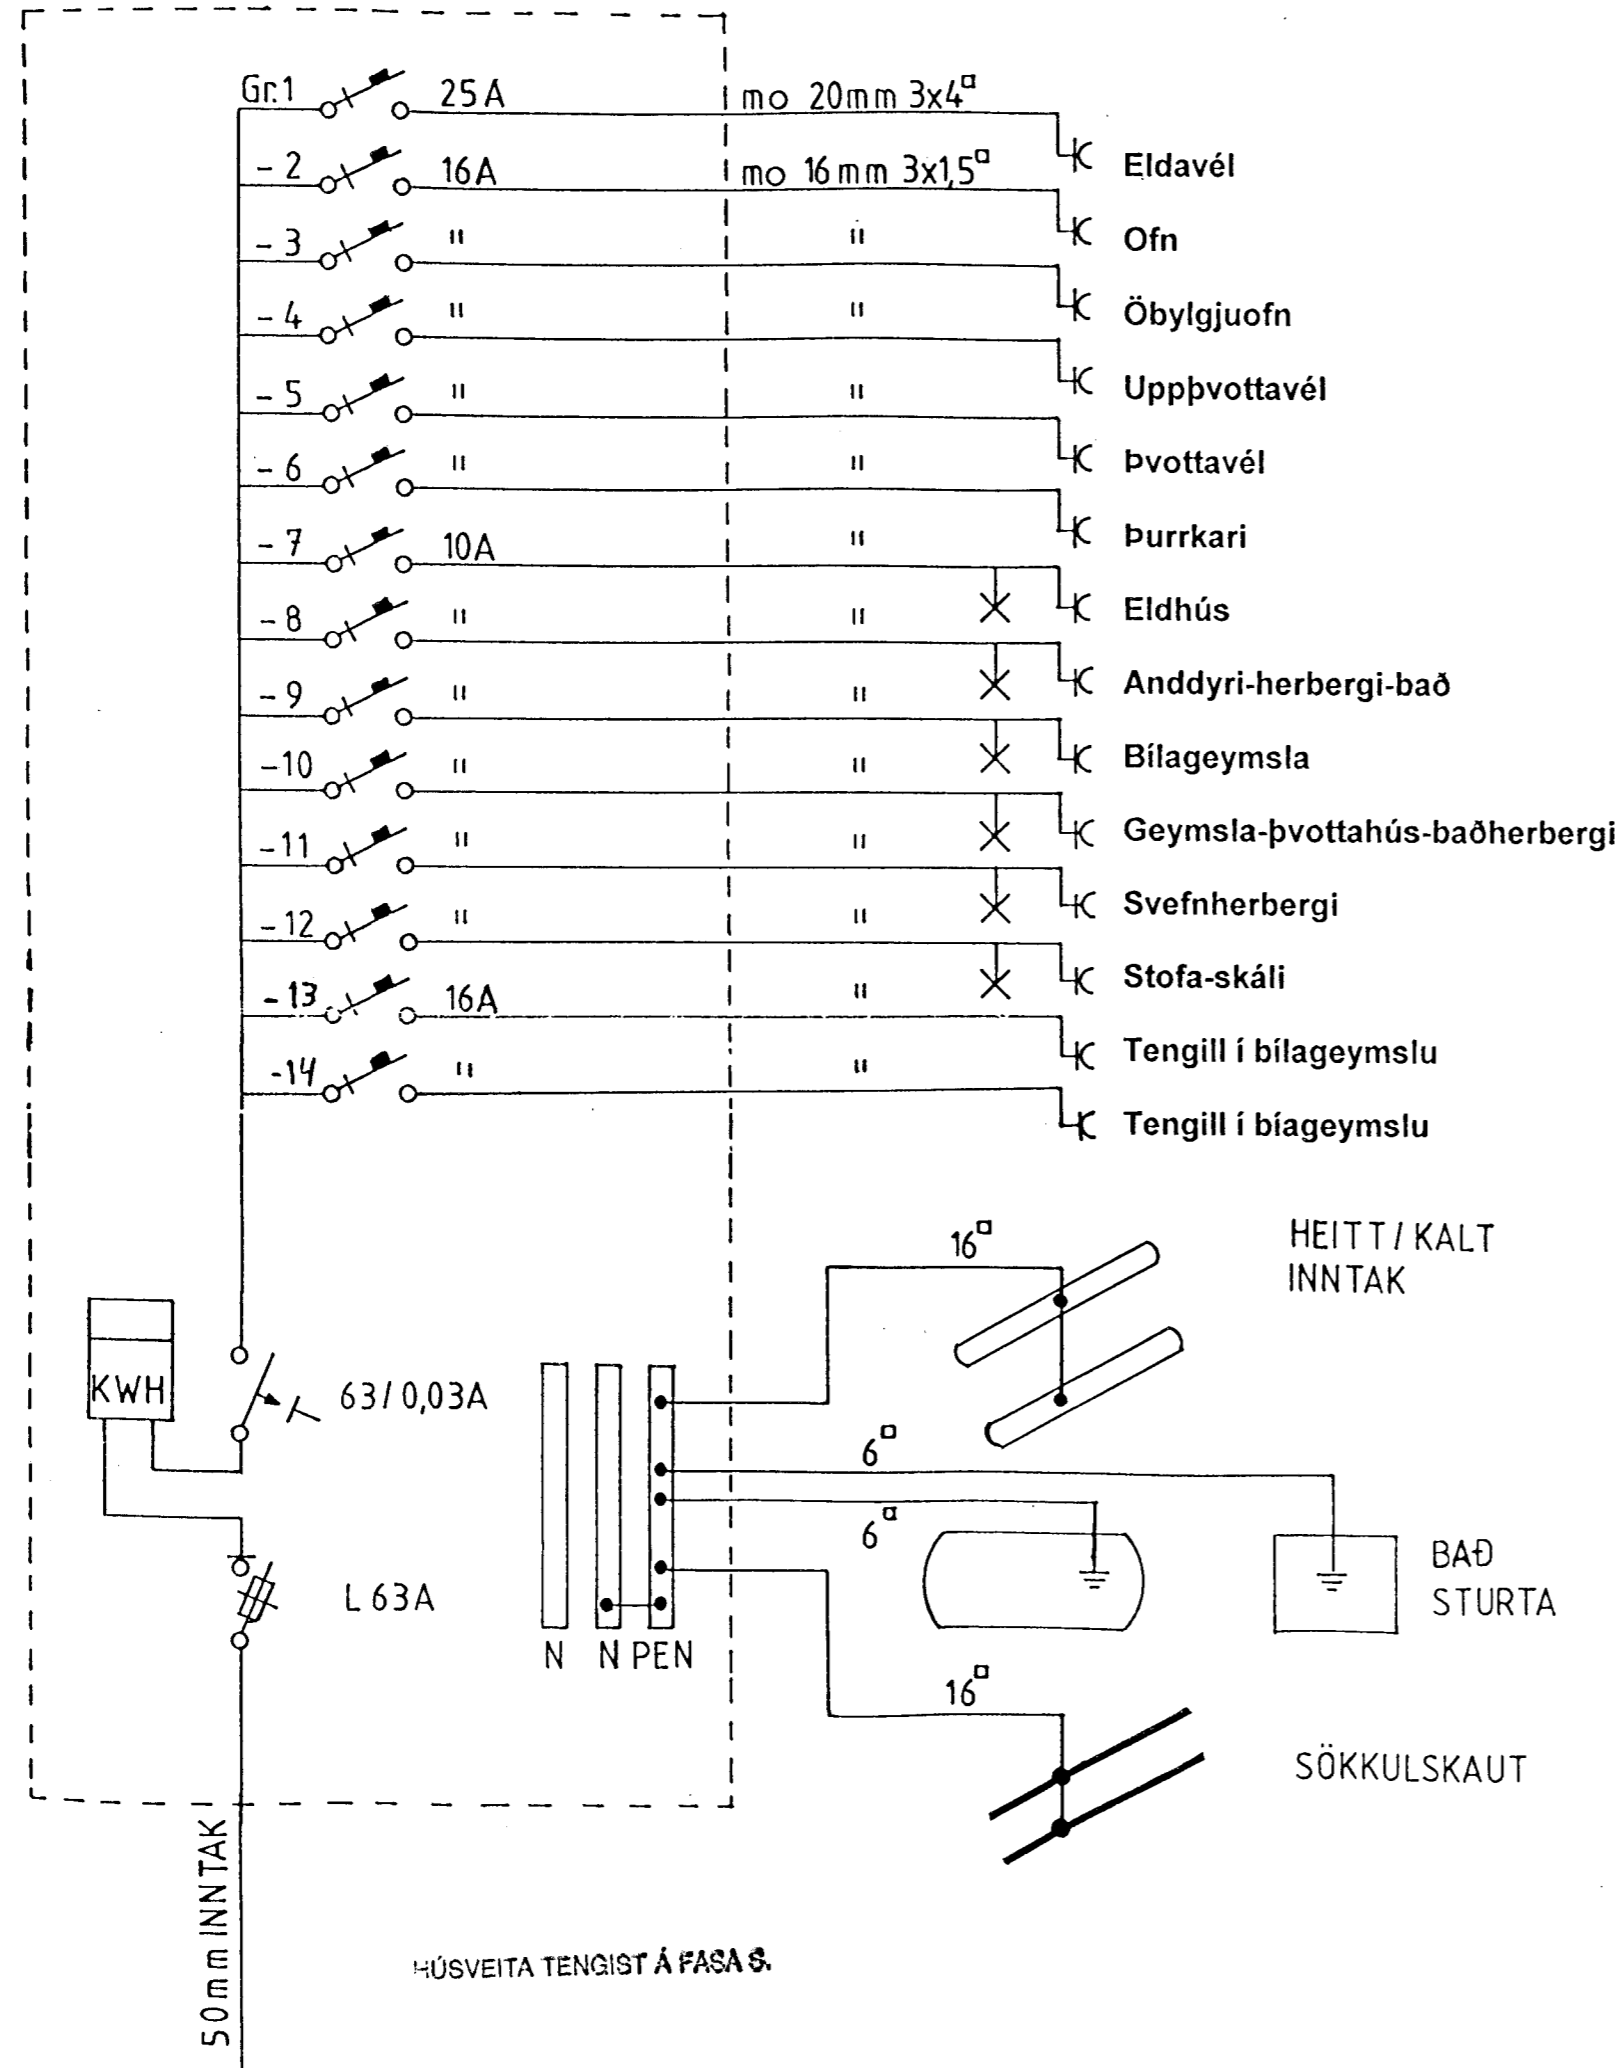 Gr.1 25A mo 20mm 3x4□ Eldavél
-2 16A mo 16mm 3x1,5□ Ofn
-3 " " Öbylgjuofn
-4 " " Uppþvottavél
-5 " " Þvottavél
-6 " " Þurrkari
-7 10A " Eldhús
-8 " " Anddyri-herbergi-bað
-9 " " Bílageymsla
-10 " " Geymsla-þvottahús-baðherbergi
-11 " " Svefnherbergi
-12 " " Stofa-skáli
-13 16A " Tengill í bílageymslu
-14 " " Tengill í bíageymslu
16□
HEITT/KALT
INNTAK
KWH
63/0,03A
6□
6□
BAÐ
STURTA
L 63A
N N PEN
16□
SÖKKULSKAUT
50mm INNTAK
HÚSVEITA TENGIST Á FASA S.